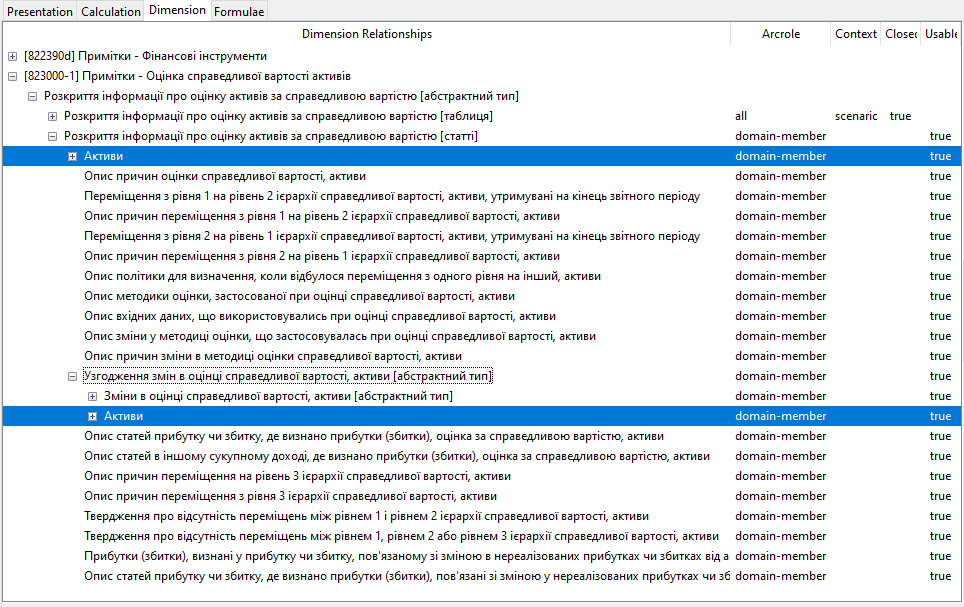 Presentation Calculation Dimension Formulae
Dimension Relationships Arcrole Context Closec Usable
[822390d] Примітки - Фінансові інструменти
[823000-1] Примітки - Оцінка справедливої вартості активів
Розкриття інформації про оцінку активів за справедливою вартістю [абстрактний тип]
Розкриття інформації про оцінку активів за справедливою вартістю [таблиця] all scenaric true
Розкриття інформації про оцінку активів за справедливою вартістю [статті] domain-member true
Активи domain-member true
Опис причин оцінки справедливої вартості, активи domain-member true
Переміщення з рівня 1 на рівень 2 ієрархії справедливої вартості, активи, утримувані на кінець звітного періоду domain-member true
Опис причин переміщення з рівня 1 на рівень 2 ієрархії справедливої вартості, активи domain-member true
Переміщення з рівня 2 на рівень 1 ієрархії справедливої вартості, активи, утримувані на кінець звітного періоду domain-member true
Опис причин переміщення з рівня 2 на рівень 1 ієрархії справедливої вартості, активи domain-member true
Опис політики для визначення, коли відбулося переміщення з одного рівня на інший, активи domain-member true
Опис методики оцінки, застосованої при оцінці справедливої вартості, активи domain-member true
Опис вхідних даних, що використовувались при оцінці справедливої вартості, активи domain-member true
Опис зміни у методиці оцінки, що застосовувалась при оцінці справедливої вартості, активи domain-member true
Опис причин зміни в методиці оцінки справедливої вартості, активи domain-member true
Узгодження змін в оцінці справедливої вартості, активи [абстрактний тип] domain-member true
Зміни в оцінці справедливої вартості, активи [абстрактний тип] domain-member true
Активи domain-member true
Опис статей прибутку чи збитку, де визнано прибутки (збитки), оцінка за справедливою вартістю, активи domain-member true
Опис статей в іншому сукупному доході, де визнано прибутки (збитки), оцінка за справедливою вартістю, активи domain-member true
Опис причин переміщення на рівень 3 ієрархії справедливої вартості, активи domain-member true
Опис причин переміщення з рівня 3 ієрархії справедливої вартості, активи domain-member true
Твердження про відсутність переміщень між рівнем 1 і рівнем 2 ієрархії справедливої вартості, активи domain-member true
Твердження про відсутність переміщень між рівнем 1, рівнем 2 або рівнем 3 ієрархії справедливої вартості, активи domain-member true
Прибутки (збитки), визнані у прибутку чи збитку, пов'язаному зі зміною в нереалізованих прибутках чи збитках від а domain-member true
Опис статей прибутку чи збитку, де визнано прибутки (збитки), пов'язані зі зміною у нереалізованих прибутках чи зб domain-member true